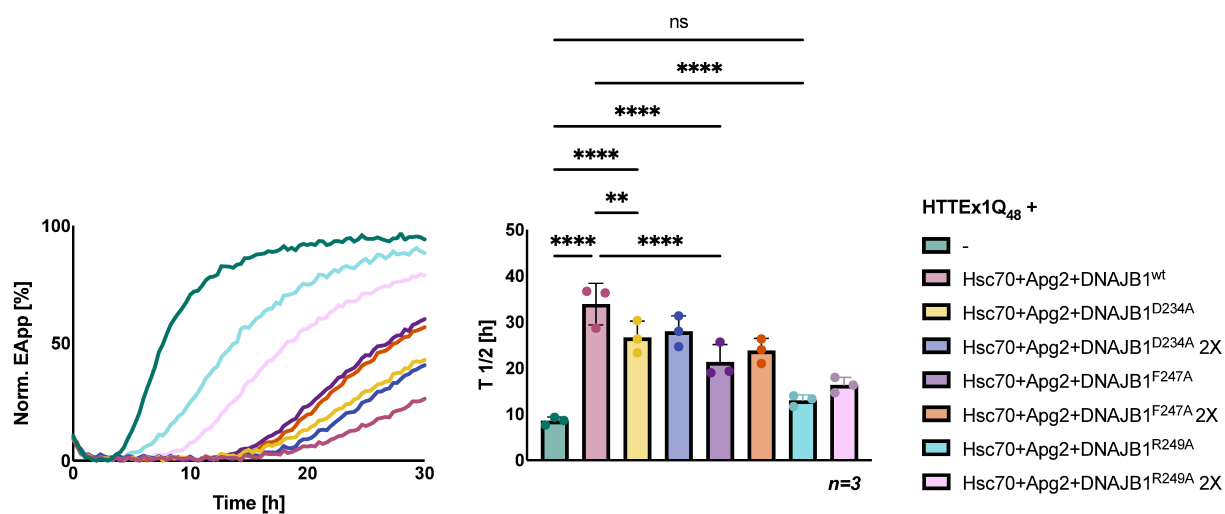 ns
****
****
****
**
**** ****
100
50
0
0 10 20 30
Norm. EApp [%]
Time [h]
50
40
30
20
10
0
T 1/2 [h]
n=3
HTTEx1Q48 +
-
Hsc70+Apg2+DNAJB1wt
Hsc70+Apg2+DNAJB1D234A
Hsc70+Apg2+DNAJB1D234A 2X
Hsc70+Apg2+DNAJB1F247A
Hsc70+Apg2+DNAJB1F247A 2X
Hsc70+Apg2+DNAJB1R249A
Hsc70+Apg2+DNAJB1R249A 2X